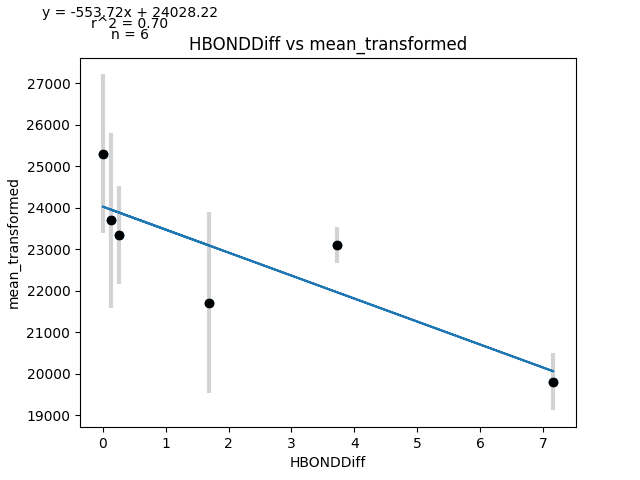 y = -553.72x + 24028.22
r^2 = 0.70
n = 6
HBONDDiff vs mean_transformed
27000
26000
25000
24000
23000
22000
21000
20000
19000
mean_transformed
0 1 2 3 4 5 6 7
HBONDDiff